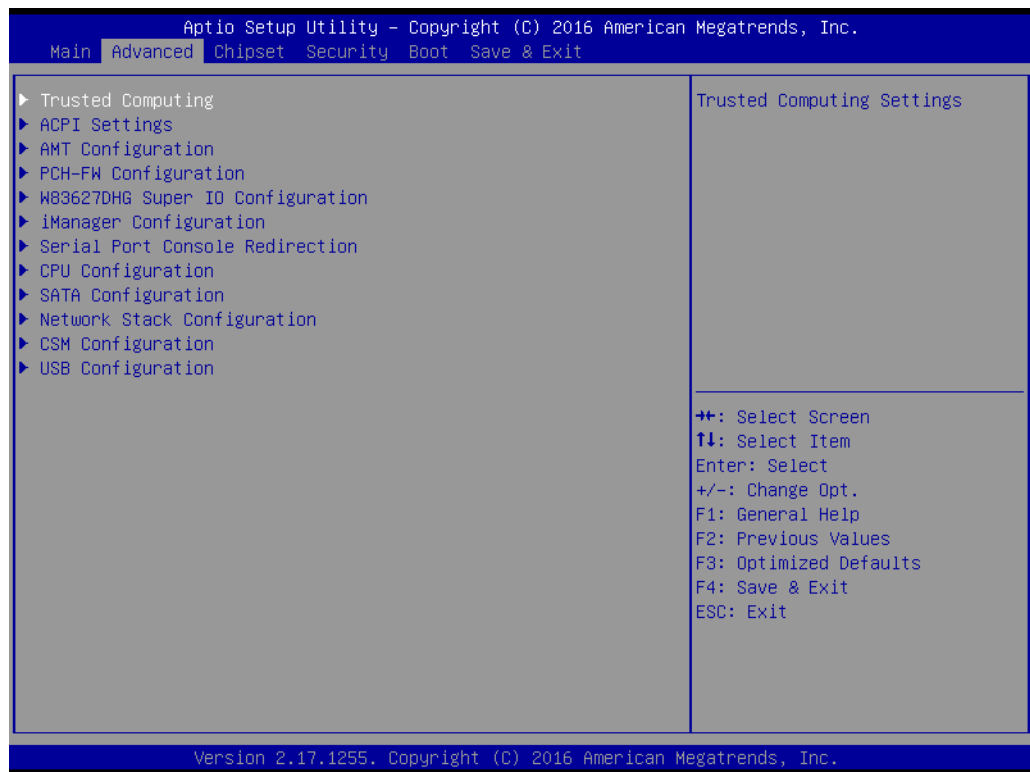 Aptio Setup Utility – Copyright (C) 2016 American Megatrends, Inc.
Main Advanced Chipset Security Boot Save & Exit
▶ Trusted Computing
▶ ACPI Settings
▶ AMT Configuration
▶ PCH-FW Configuration
▶ W83627DHG Super IO Configuration
▶ iManager Configuration
▶ Serial Port Console Redirection
▶ CPU Configuration
▶ SATA Configuration
▶ Network Stack Configuration
▶ CSM Configuration
▶ USB Configuration
Trusted Computing Settings
→←: Select Screen
↑↓: Select Item
Enter: Select
+/-: Change Opt.
F1: General Help
F2: Previous Values
F3: Optimized Defaults
F4: Save & Exit
ESC: Exit
Version 2.17.1255. Copyright (C) 2016 American Megatrends, Inc.